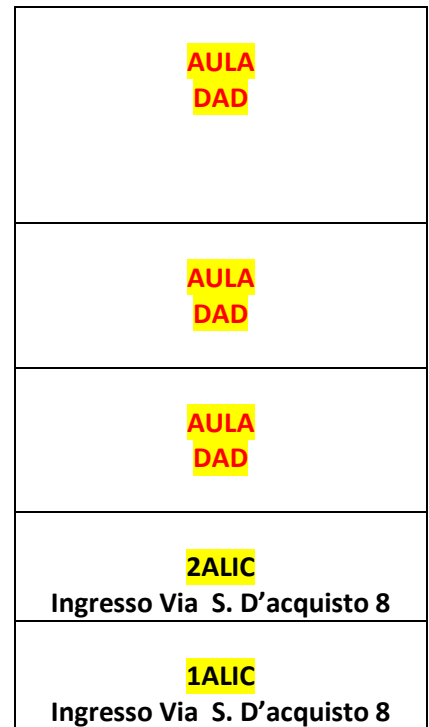 AULA
DAD
AULA
DAD
AULA
DAD
2ALIC
Ingresso Via  S. D’acquisto 8
1ALIC
Ingresso Via  S. D’acquisto 8